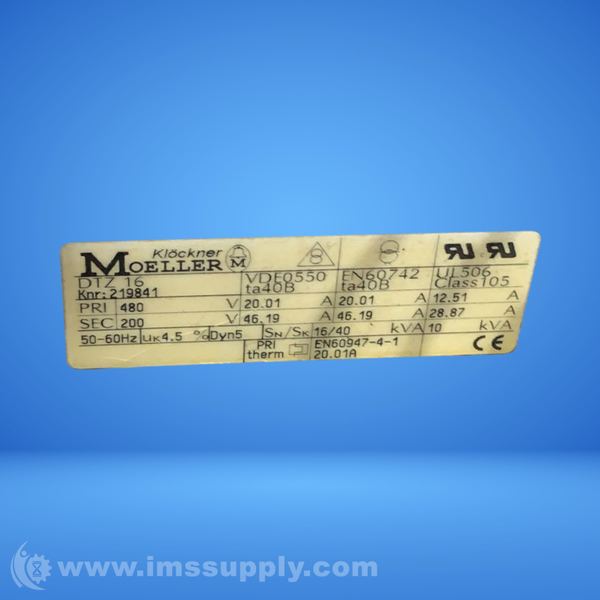 Klöckner
MOELLER M
DTZ 16 VDE0550 EN60742 UL506
Knr: 219841 ta40B ta40B Class105
PRI 480 V 20.01 A 20.01 A 12.51 A
SEC 200 V 46.19 A 46.19 A 28.87 A
50-60Hz uK4.5 % Dyn5 SN/SK 16/40 kVA 10 kVA
PRI EN60947-4-1 CE
therm 20.01A
www.imssupply.com